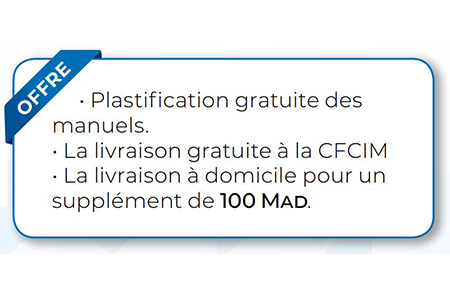 OFFRE
· Plastification gratuite des
manuels.
· La livraison gratuite à la CFCIM
· La livraison à domicile pour un
supplément de 100 MAD.